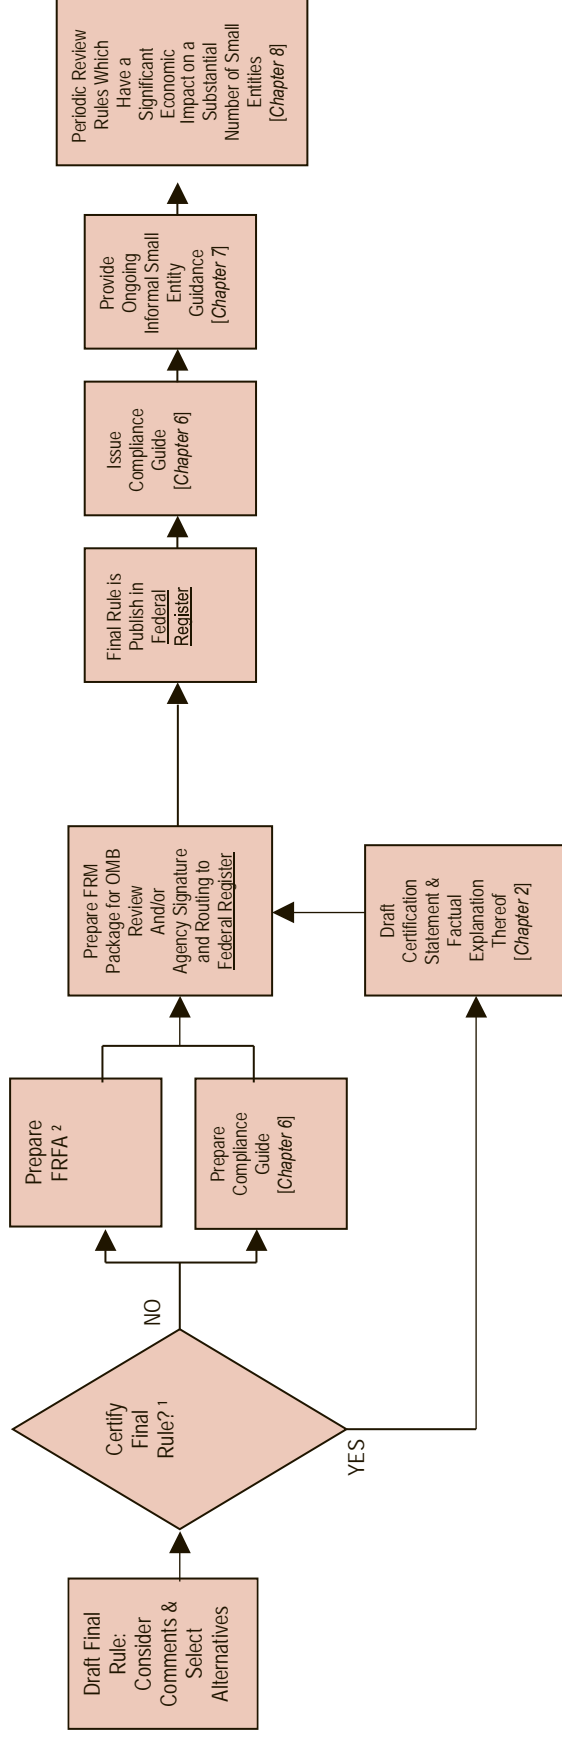 Draft Final
Rule:
Consider
Comments &
Select
Alternatives
Certify
Final
Rule? ¹
NO
YES
Prepare
FRFA ²
Prepare
Compliance
Guide
[Chapter 6]
Draft
Certification
Statement &
Factual
Explanation
Thereof
[Chapter 2]
Prepare FRM
Package for OMB
Review
And/or
Agency Signature
and Routing to
Federal Register
Final Rule is
Publish in
Federal
Register
Issue
Compliance
Guide
[Chapter 6]
Provide
Ongoing
Informal Small
Entity
Guidance
[Chapter 7]
Periodic Review
Rules Which
Have a
Significant
Economic
Impact on a
Substantial
Number of Small
Entities
[Chapter 8]